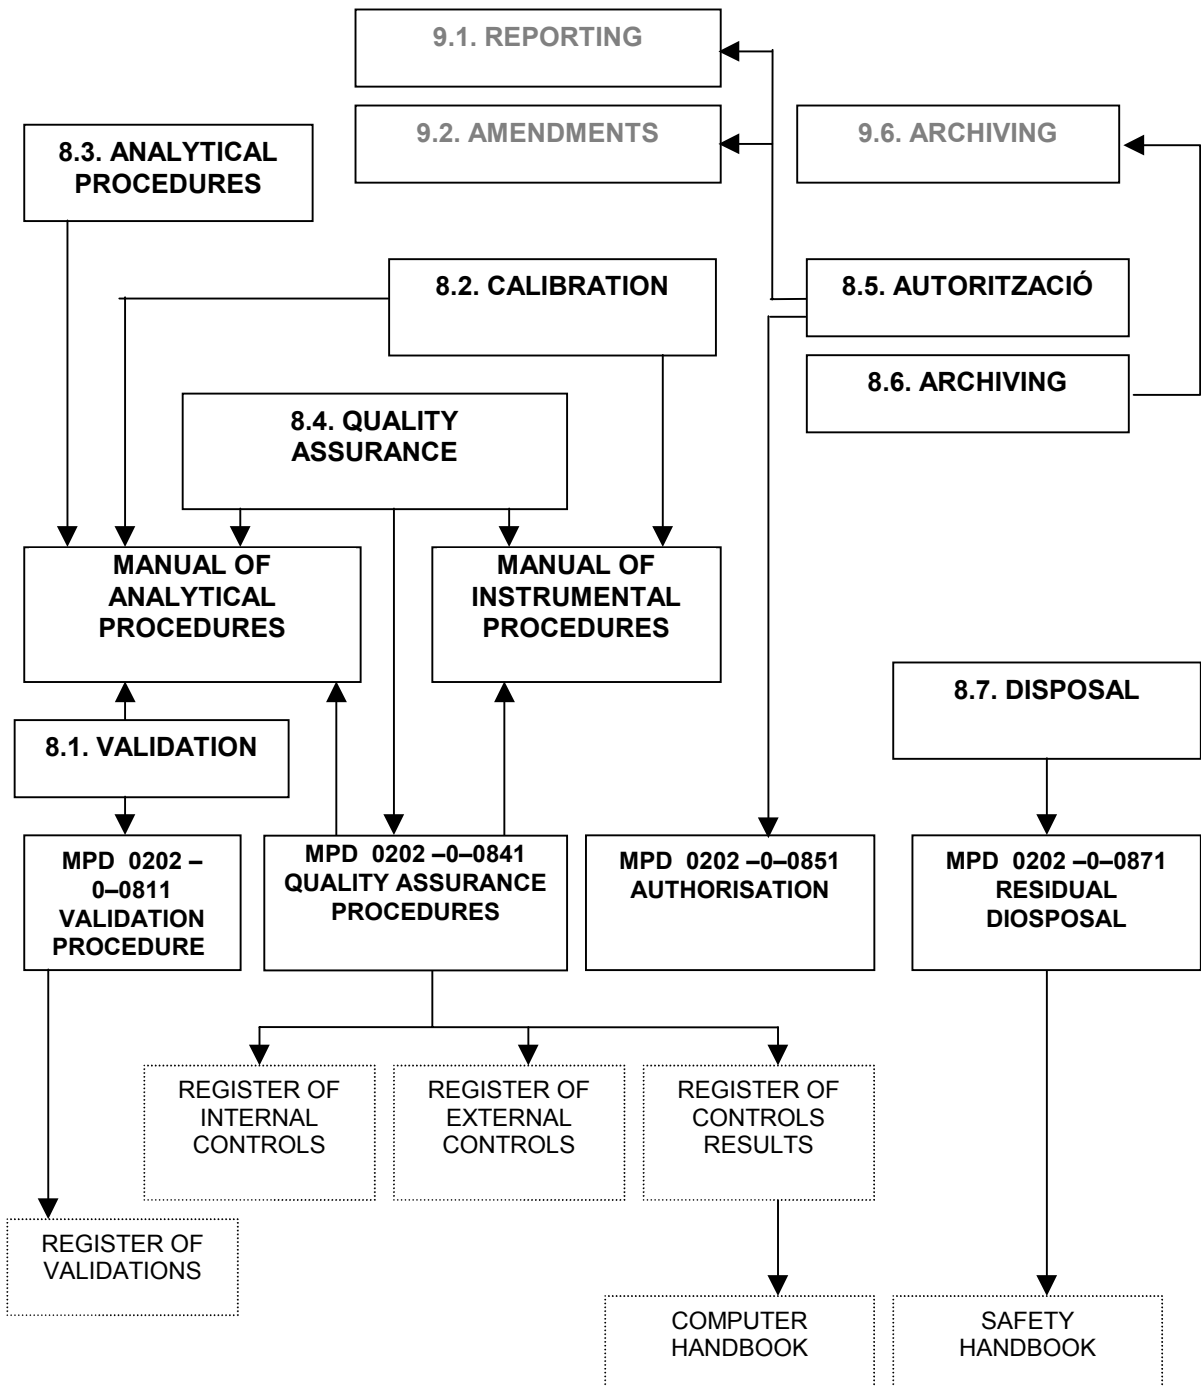 9.1. REPORTING
9.2. AMENDMENTS
9.6. ARCHIVING
8.3. ANALYTICAL
PROCEDURES
8.2. CALIBRATION
8.5. AUTORITZACIÓ
8.6. ARCHIVING
8.4. QUALITY
ASSURANCE
MANUAL OF
ANALYTICAL
PROCEDURES
MANUAL OF
INSTRUMENTAL
PROCEDURES
8.7. DISPOSAL
8.1. VALIDATION
MPD 0202 –
0–0811
VALIDATION
PROCEDURE
MPD 0202 –0–0841
QUALITY ASSURANCE
PROCEDURES
MPD 0202 –0–0851
AUTHORISATION
MPD 0202 –0–0871
RESIDUAL
DIOSPOSAL
REGISTER OF
INTERNAL
CONTROLS
REGISTER OF
EXTERNAL
CONTROLS
REGISTER OF
CONTROLS
RESULTS
REGISTER OF
VALIDATIONS
COMPUTER
HANDBOOK
SAFETY
HANDBOOK